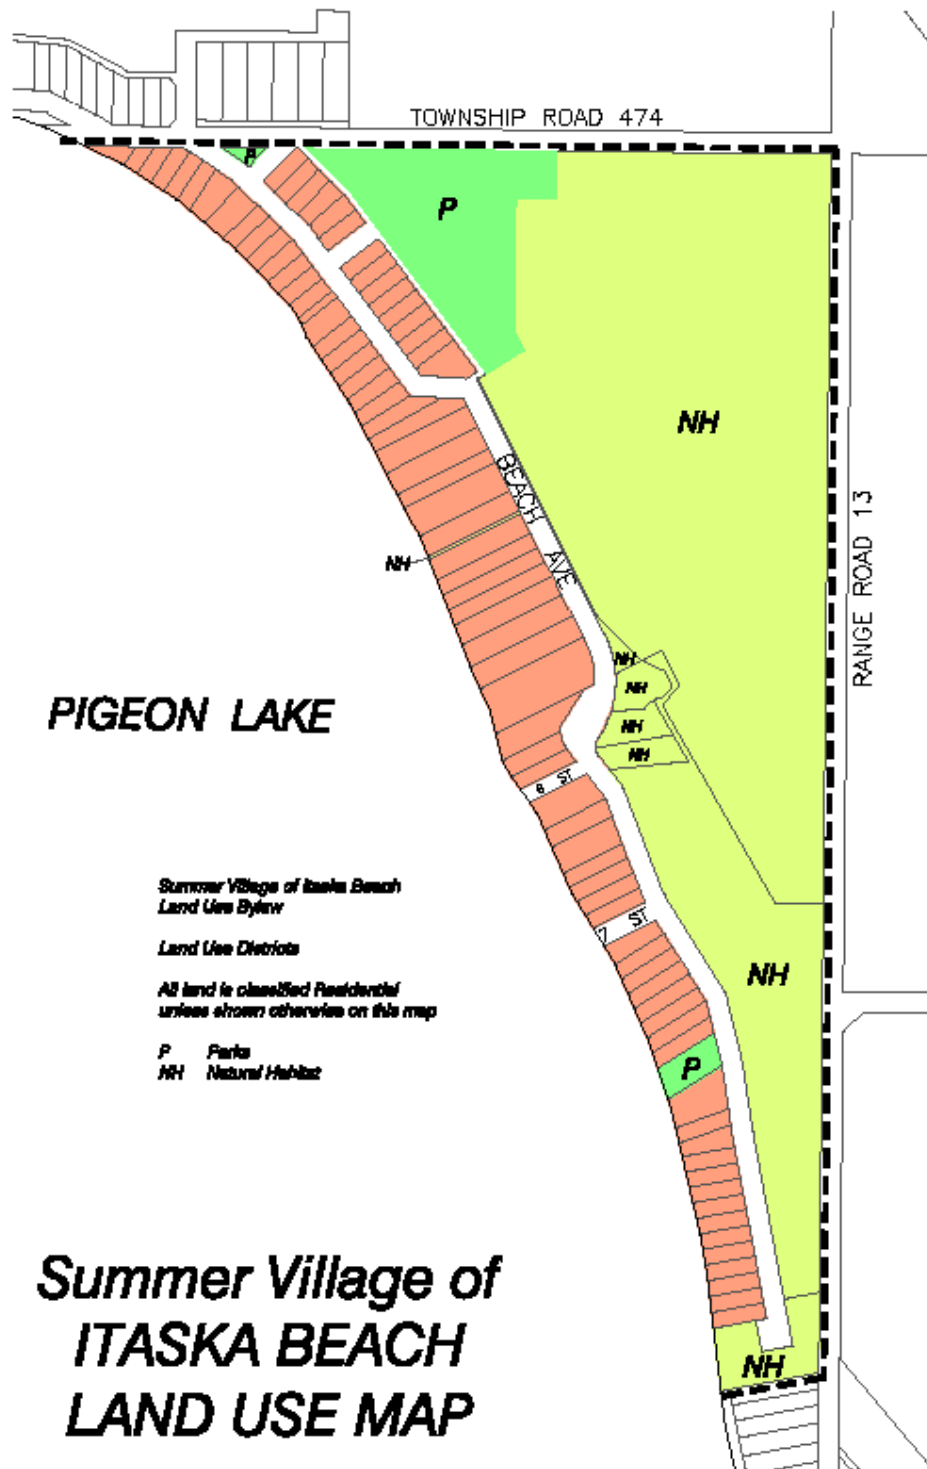 TOWNSHIP ROAD 474
P
P
NH
BEACH AVE
RANGE ROAD 13
NH
NH
NH
NH
NH
PIGEON LAKE
6 ST
Summer Village of Itaska Beach
Land Use Bylaw
7 ST
Land Use Districts
NH
All land is classified Residential
unless shown otherwise on this map
P Parks
NH Natural Habitat
P
Summer Village of
ITASKA BEACH
LAND USE MAP
NH